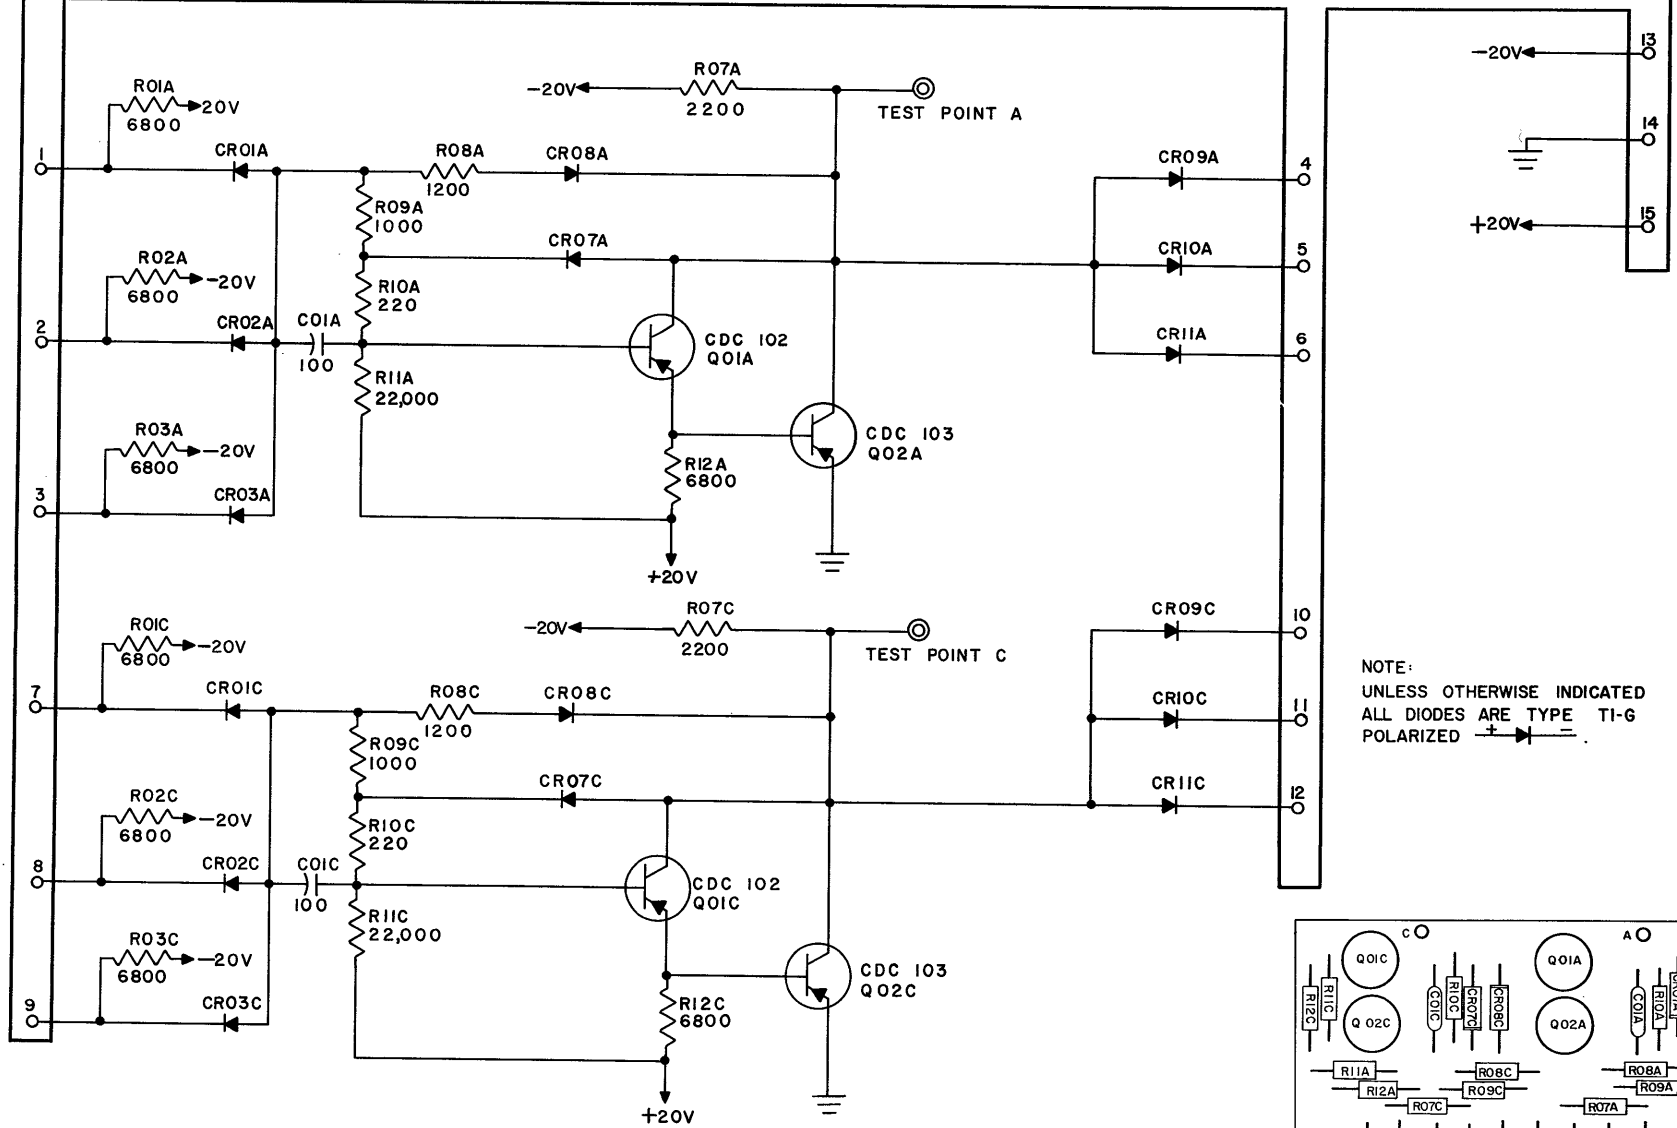 R01A
20V
6800
1
CR01A
R02A
-20V
6800
2
CR02A
C01A
100
R03A
-20V
6800
3
CR03A
-20V
R07A
2200
TEST POINT A
R08A
1200
CR08A
R09A
1000
CR07A
R10A
220
R11A
22,000
CDC 102
Q01A
CDC 103
Q02A
R12A
6800
+20V
CR09A
4
CR10A
5
CR11A
6
-20V
13
14
+20V
15
R01C
-20V
6800
7
CR01C
R02C
-20V
6800
8
CR02C
C01C
100
R03C
-20V
6800
9
CR03C
-20V
R07C
2200
TEST POINT C
R08C
1200
CR08C
R09C
1000
CR07C
R10C
220
R11C
22,000
CDC 102
Q01C
CDC 103
Q02C
R12C
6800
+20V
CR09C
10
CR10C
11
CR11C
12
NOTE:
UNLESS OTHERWISE INDICATED
ALL DIODES ARE TYPE TI-G
POLARIZED + - .
C
A
Q01C
Q01A
R12C
R11C
Q02C
C01C
R10C
CR07C
CR08C
Q02A
C01A
R10A
R11A
R12A
R08C
R09C
R07C
R08A
R09A
R07A